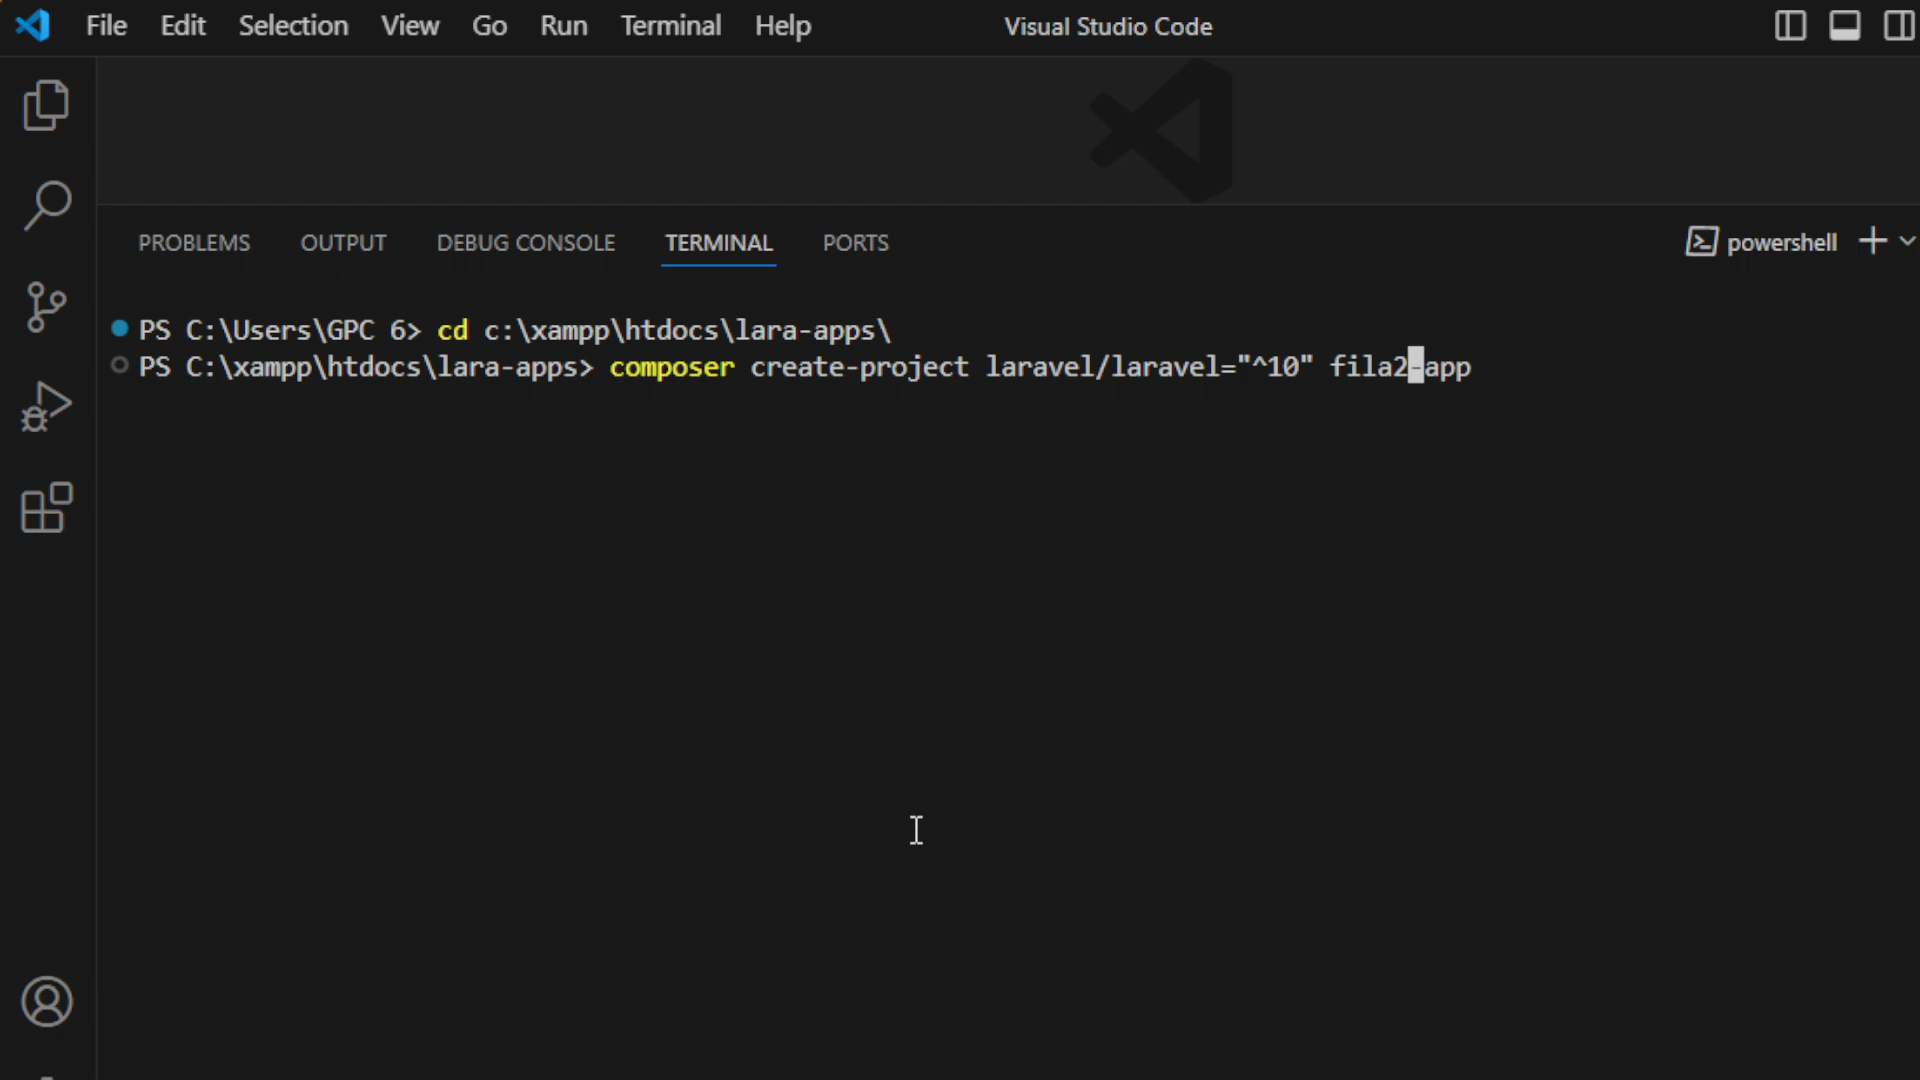 File Edit Selection View Go Run Terminal Help Visual Studio Code
PROBLEMS OUTPUT DEBUG CONSOLE TERMINAL PORTS powershell
PS C:\Users\GPC 6> cd c:\xampp\htdocs\lara-apps\
PS C:\xampp\htdocs\lara-apps> composer create-project laravel/laravel="^10" fila2-app